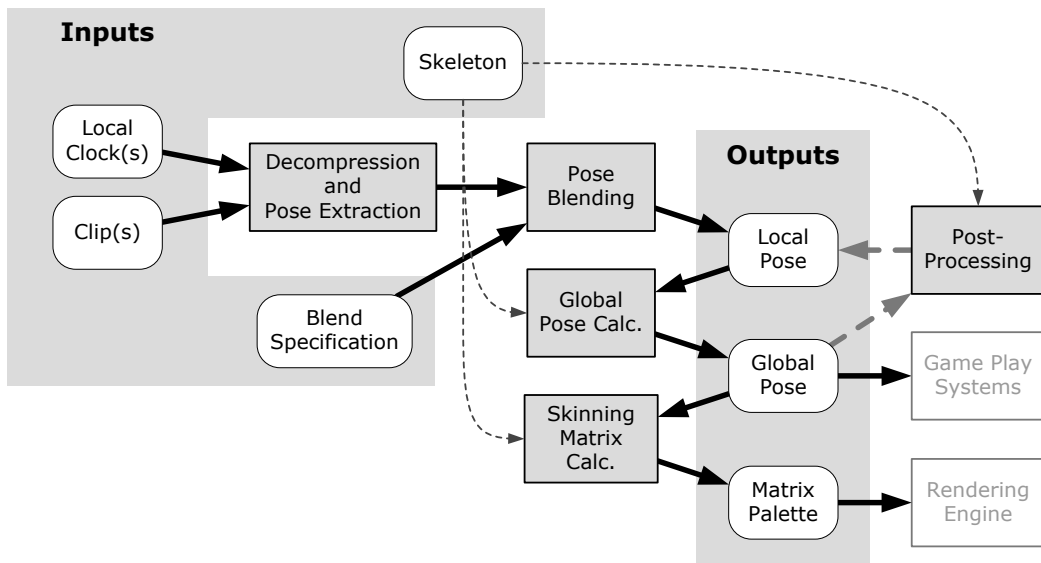 Inputs
Skeleton
Local
Clock(s)
Clip(s)
Decompression
and
Pose Extraction
Blend
Specification
Pose
Blending
Global
Pose Calc.
Skinning
Matrix
Calc.
Outputs
Local
Pose
Global
Pose
Matrix
Palette
Post-
Processing
Game Play
Systems
Rendering
Engine